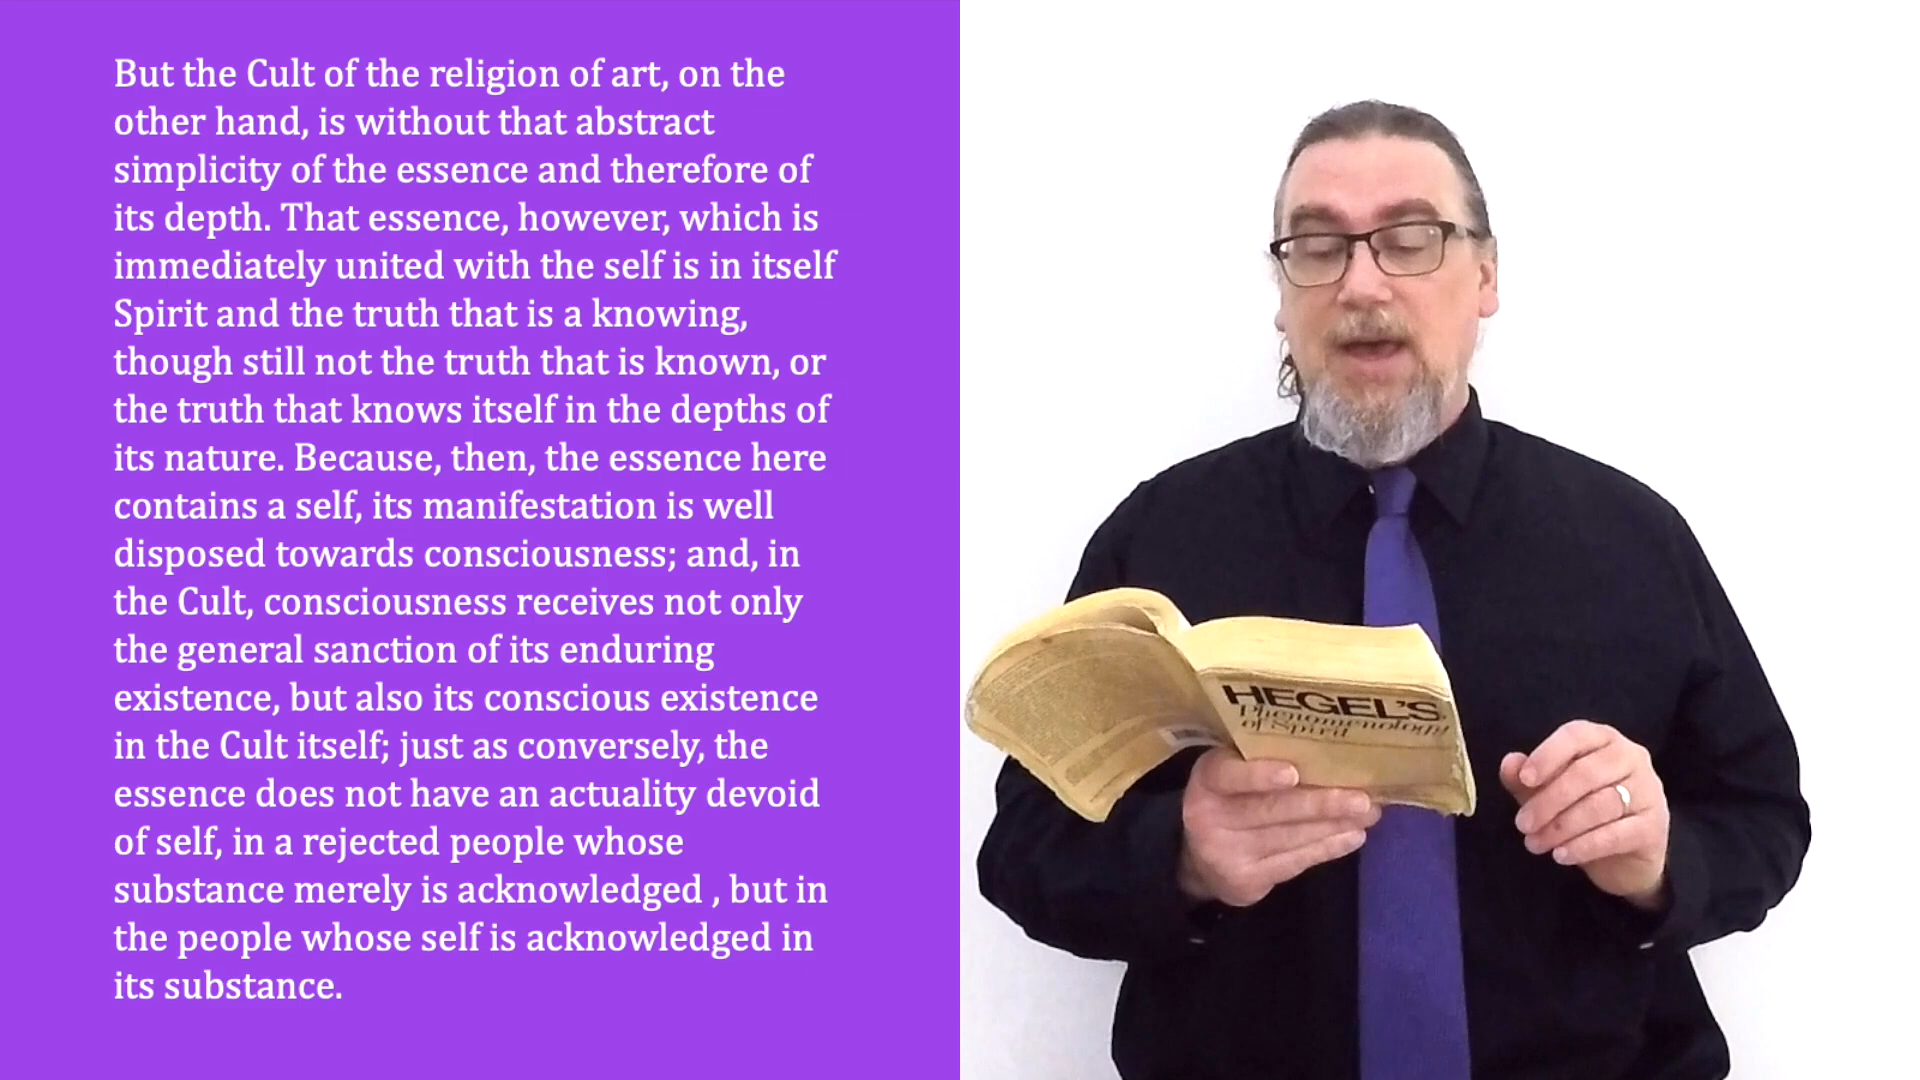 But the Cult of the religion of art, on the
other hand, is without that abstract
simplicity of the essence and therefore of
its depth. That essence, however, which is
immediately united with the self is in itself
Spirit and the truth that is a knowing,
though still not the truth that is known, or
the truth that knows itself in the depths of
its nature. Because, then, the essence here
contains a self, its manifestation is well
disposed towards consciousness; and, in
the Cult, consciousness receives not only
the general sanction of its enduring
existence, but also its conscious existence
in the Cult itself; just as conversely, the
essence does not have an actuality devoid
of self, in a rejected people whose
substance merely is acknowledged , but in
the people whose self is acknowledged in
its substance.
HEGEL'S
Phenomenology
of Spirit